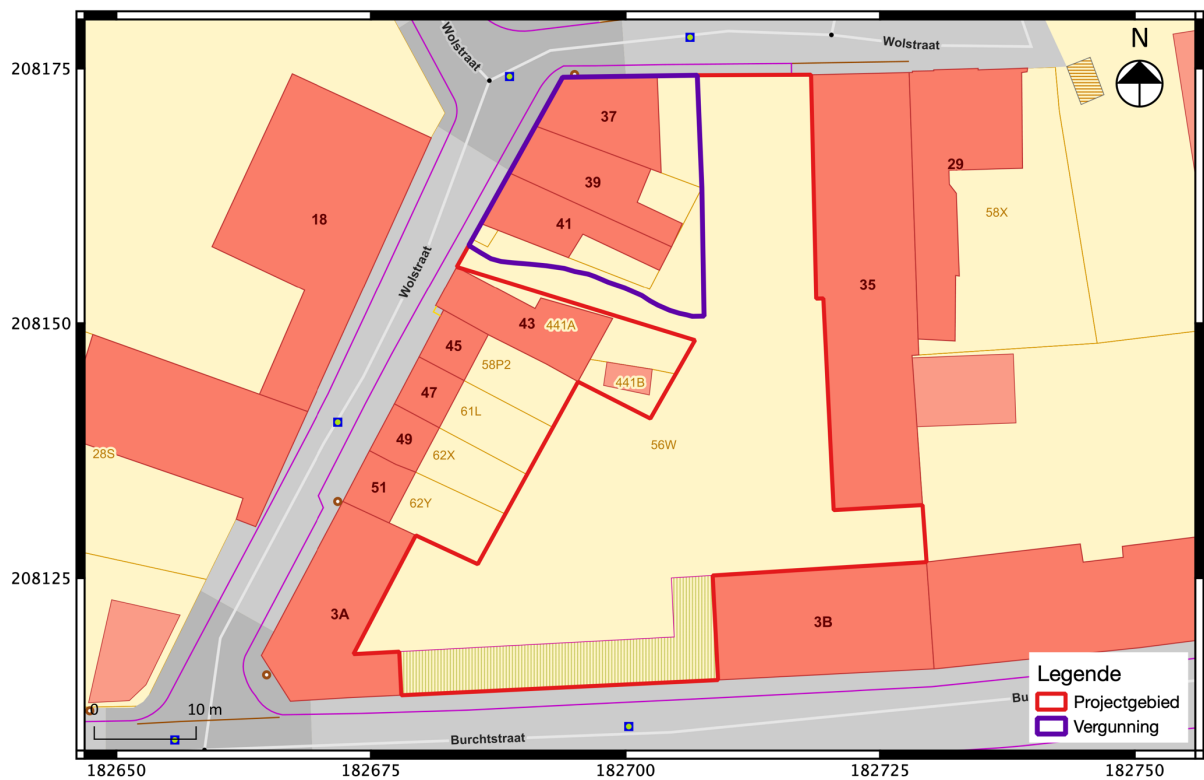 Wolstraat
Wolstraat
N
208175
37
29
39
18
58X
41
Wolstraat
35
208150
43
441A
45
58P2
441B
47
61L
49
56W
28S
62X
51
62Y
208125
3A
3B
Legende
Projectgebied
Vergunning
Bu
0
10 m
Burchtstraat
182650
182675
182700
182725
182750